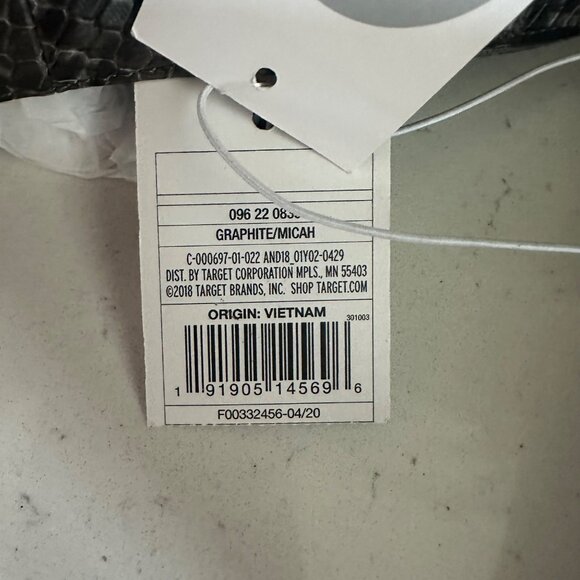 096 22 083
GRAPHITE/MICAH
C-000697-01-022 AND18_01Y02-0429
DIST. BY TARGET CORPORATION MPLS., MN 55403
©2018 TARGET BRANDS, INC. SHOP TARGET.COM
ORIGIN: VIETNAM
301003
1 91905 14569 6
F00332456-04/20